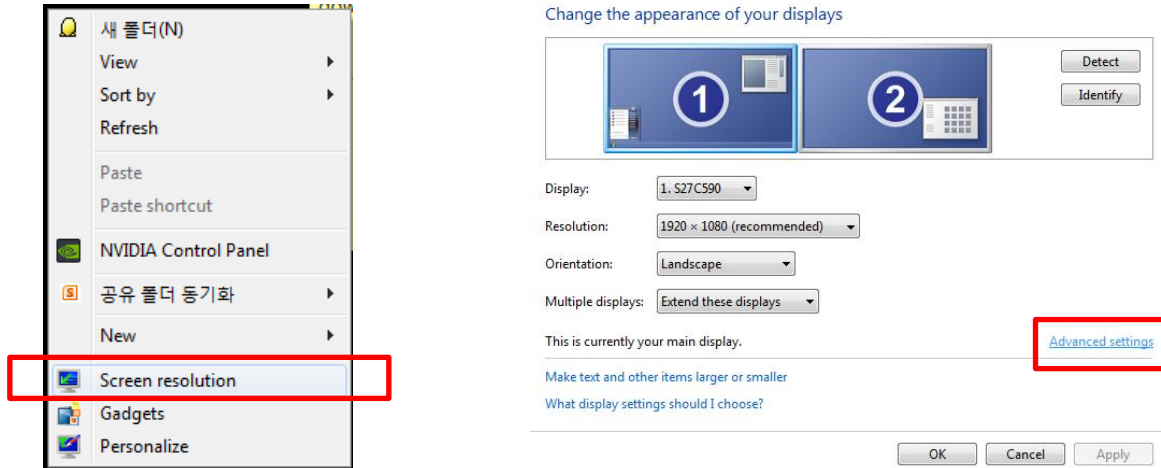 새 폴더(N)
View
Sort by
Refresh
Paste
Paste shortcut
NVIDIA Control Panel
S
공유 폴더 동기화
New
Screen resolution
Gadgets
Personalize
Change the appearance of your displays
1
2
Detect
Identify
Display: 1. S27C590
Resolution: 1920 × 1080 (recommended)
Orientation: Landscape
Multiple displays: Extend these displays
This is currently your main display. Advanced settings
Make text and other items larger or smaller
What display settings should I choose?
OK Cancel Apply